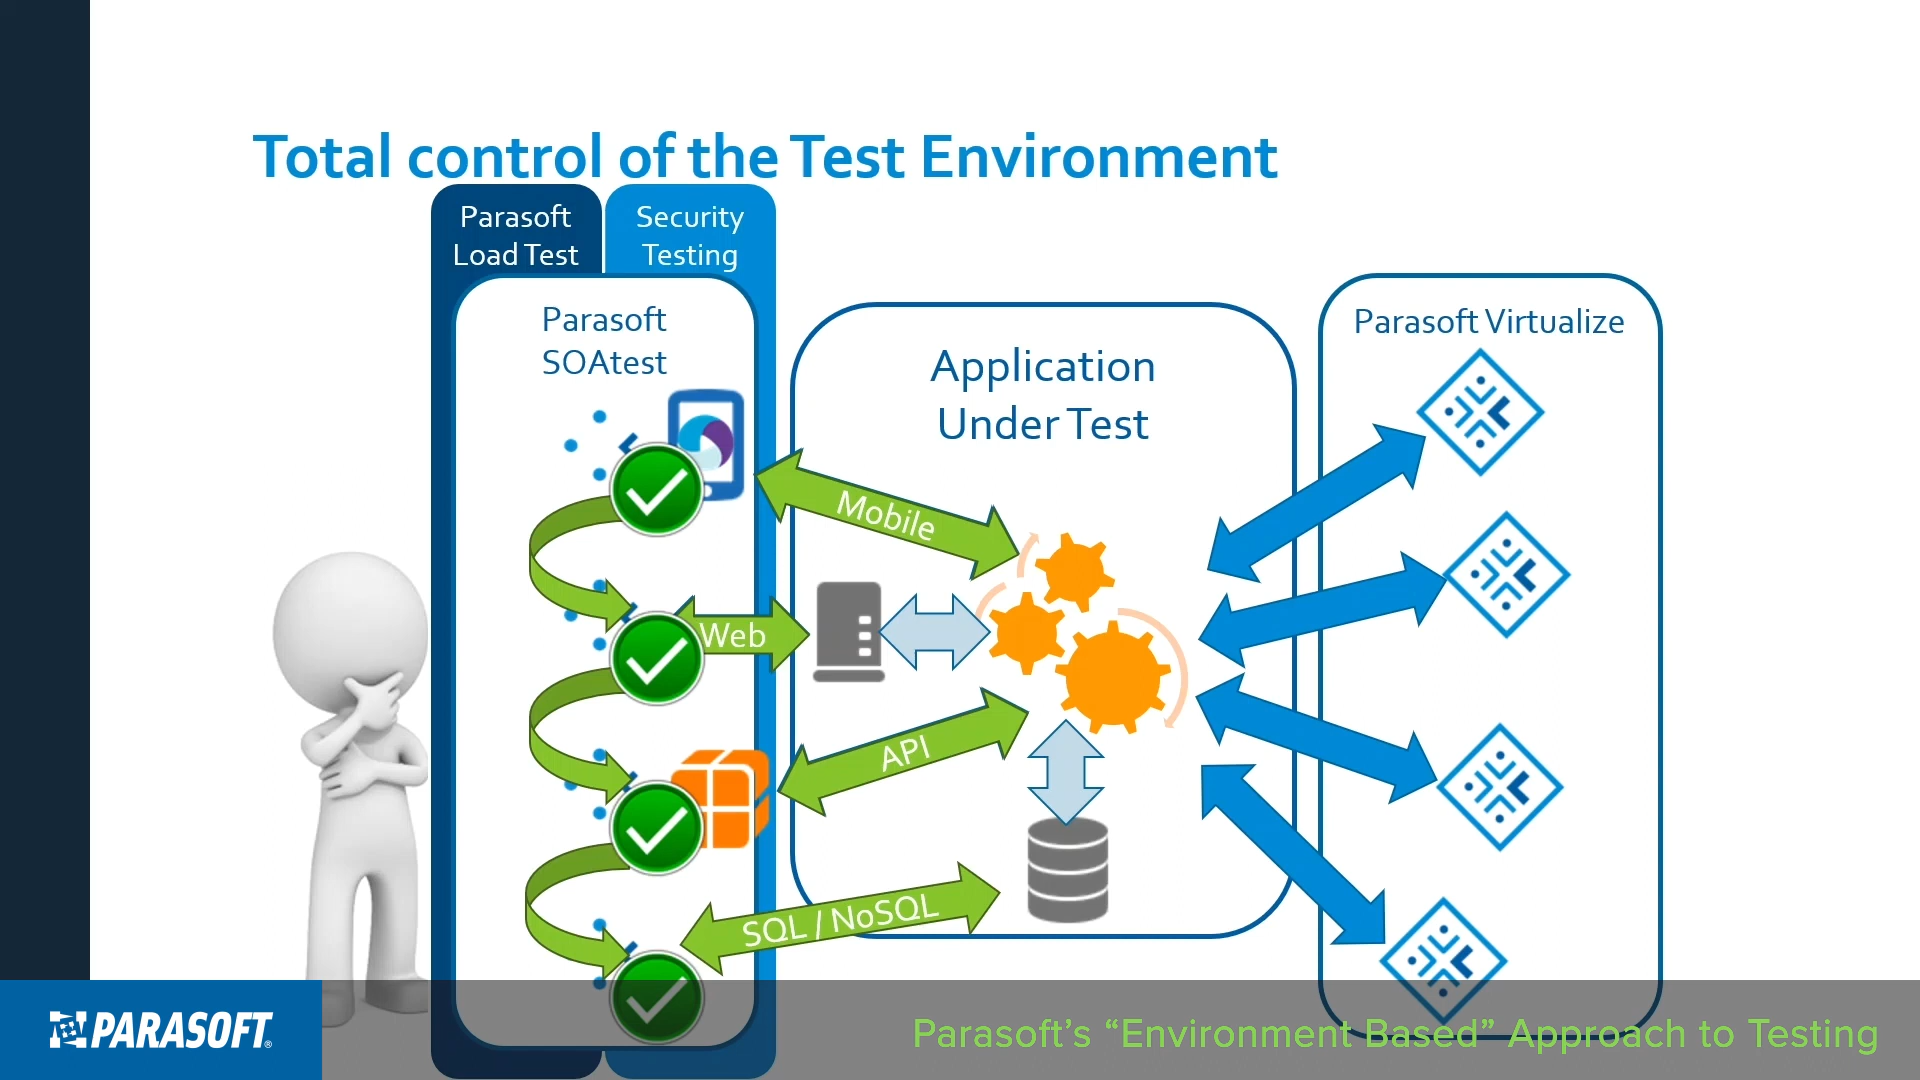 Total control of the Test Environment
Parasoft
Load Test
Security
Testing
Parasoft
SOAtest
Application
Under Test
Parasoft Virtualize
Mobile
Web
API
SQL / NoSQL
PARASOFT®
Parasoft’s “Environment Based” Approach to Testing